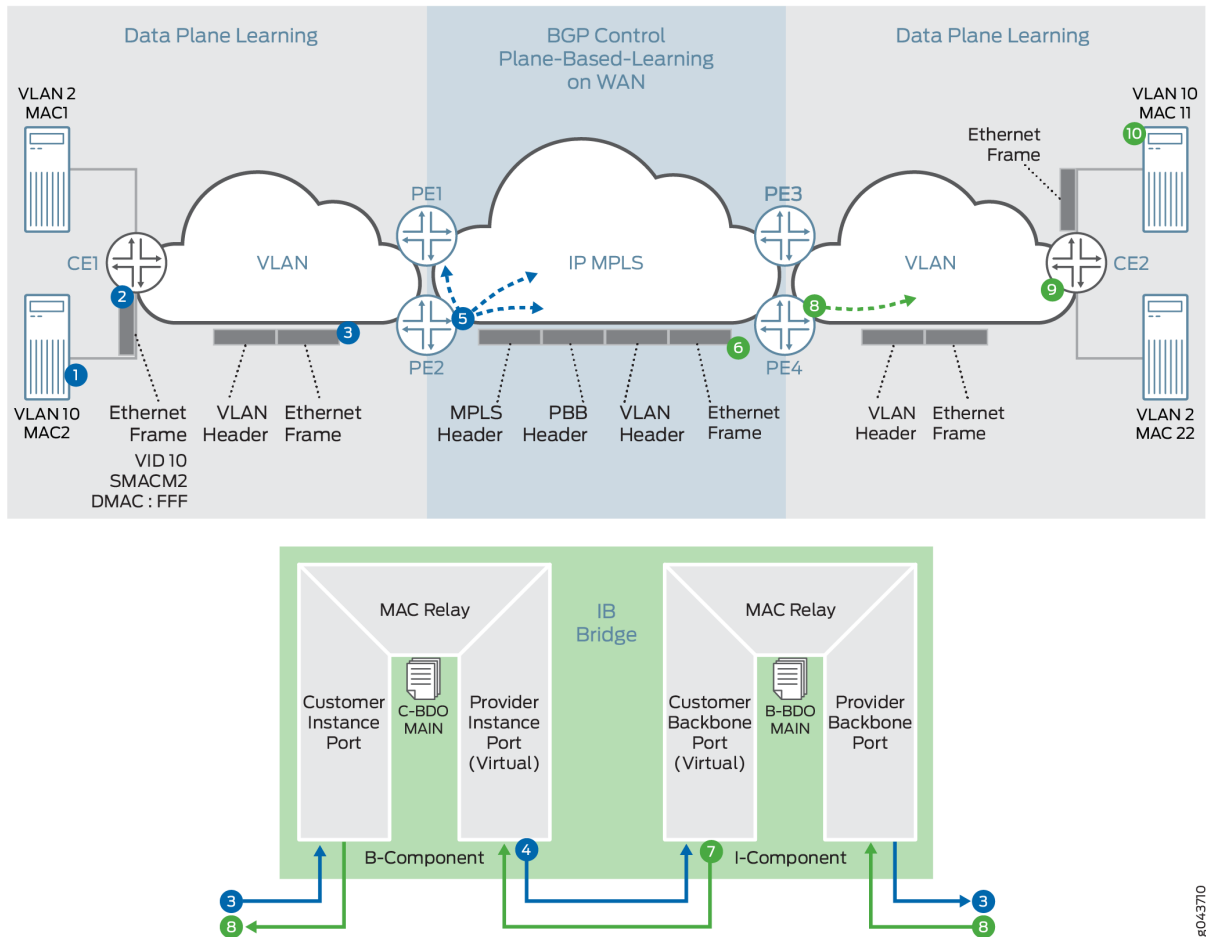 Data Plane Learning
BGP Control
Plane-Based-Learning
on WAN
Data Plane Learning
VLAN 2
MAC1
VLAN 10
MAC 11
10
Ethernet
Frame
PE1
PE3
CE1
VLAN
IP MPLS
VLAN
CE2
2
9
5
8
3
6
1
PE2
PE4
VLAN 10
MAC2
Ethernet
Frame
VID 10
SMACM2
DMAC : FFF
VLAN
Header
Ethernet
Frame
MPLS
Header
PBB
Header
VLAN
Header
Ethernet
Frame
VLAN
Header
Ethernet
Frame
VLAN 2
MAC 22
MAC Relay
IB
Bridge
MAC Relay
Customer
Instance
Port
C-BDO
MAIN
Provider
Instance
Port
(Virtual)
Customer
Backbone
Port
(Virtual)
B-BDO
MAIN
Provider
Backbone
Port
B-Component
4
7
I-Component
3
3
8
8
g043710